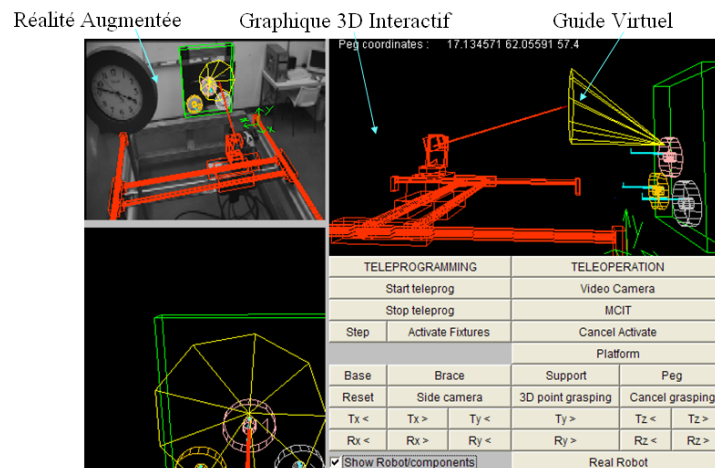 Réalité Augmentée Graphique 3D Interactif Guide Virtuel
Peg coordinates : 17.134571 62.05591 57.4
TELEPROGRAMMING TELEOPERATION
Start teleprog Video Camera
Stop teleprog MCIT
Step Activate Fixtures Cancel Activate
Platform
Base Brace Support Peg
Reset Side camera 3D point grasping Cancel grasping
Tx < Tx > Ty < Ty > Tz < Tz >
Rx < Rx > Ry < Ry > Rz < Rz >
Show Robot/components Real Robot